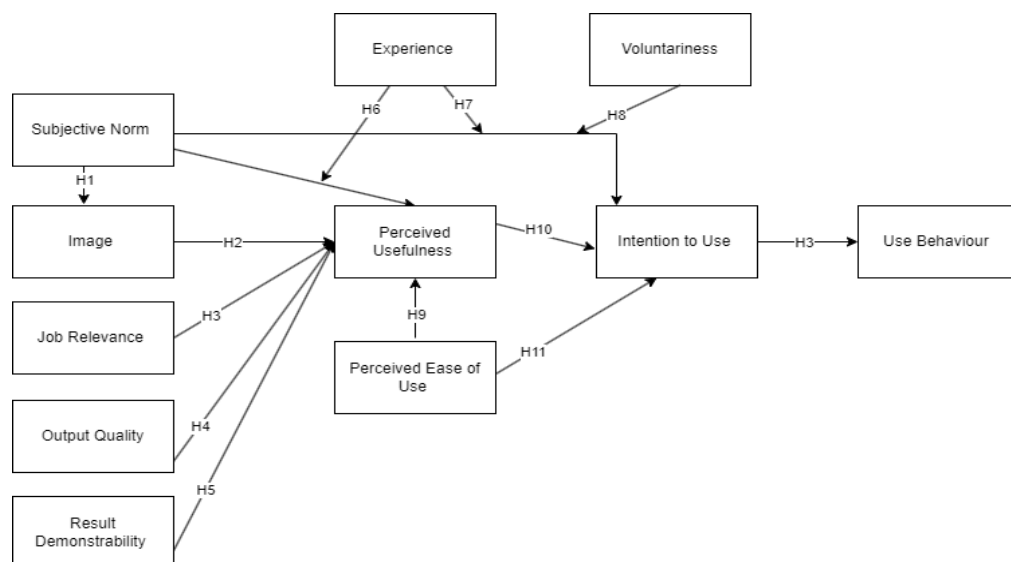 Experience
Voluntariness
H6
H7
H8
Subjective Norm
H1
Image
H2
Perceived
Usefulness
H10
Intention to Use
H3
Use Behaviour
Job Relevance
H3
H9
Perceived Ease of
Use
H11
Output Quality
H4
H5
Result
Demonstrability